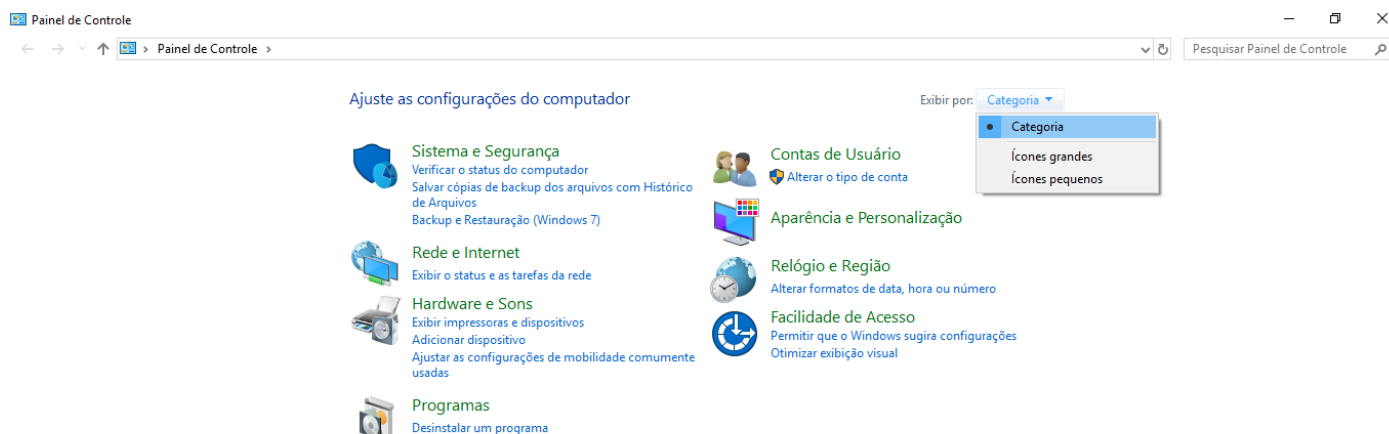 Painel de Controle
Painel de Controle
Pesquisar Painel de Controle
Ajuste as configurações do computador
Exibir por: Categoria
Categoria
Ícones grandes
Ícones pequenos
Sistema e Segurança
Verificar o status do computador
Salvar cópias de backup dos arquivos com Histórico
de Arquivos
Backup e Restauração (Windows 7)
Rede e Internet
Exibir o status e as tarefas da rede
Hardware e Sons
Exibir impressoras e dispositivos
Adicionar dispositivo
Ajustar as configurações de mobilidade comumente
usadas
Programas
Desinstalar um programa
Contas de Usuário
Alterar o tipo de conta
Aparência e Personalização
Relógio e Região
Alterar formatos de data, hora ou número
Facilidade de Acesso
Permitir que o Windows sugira configurações
Otimizar exibição visual